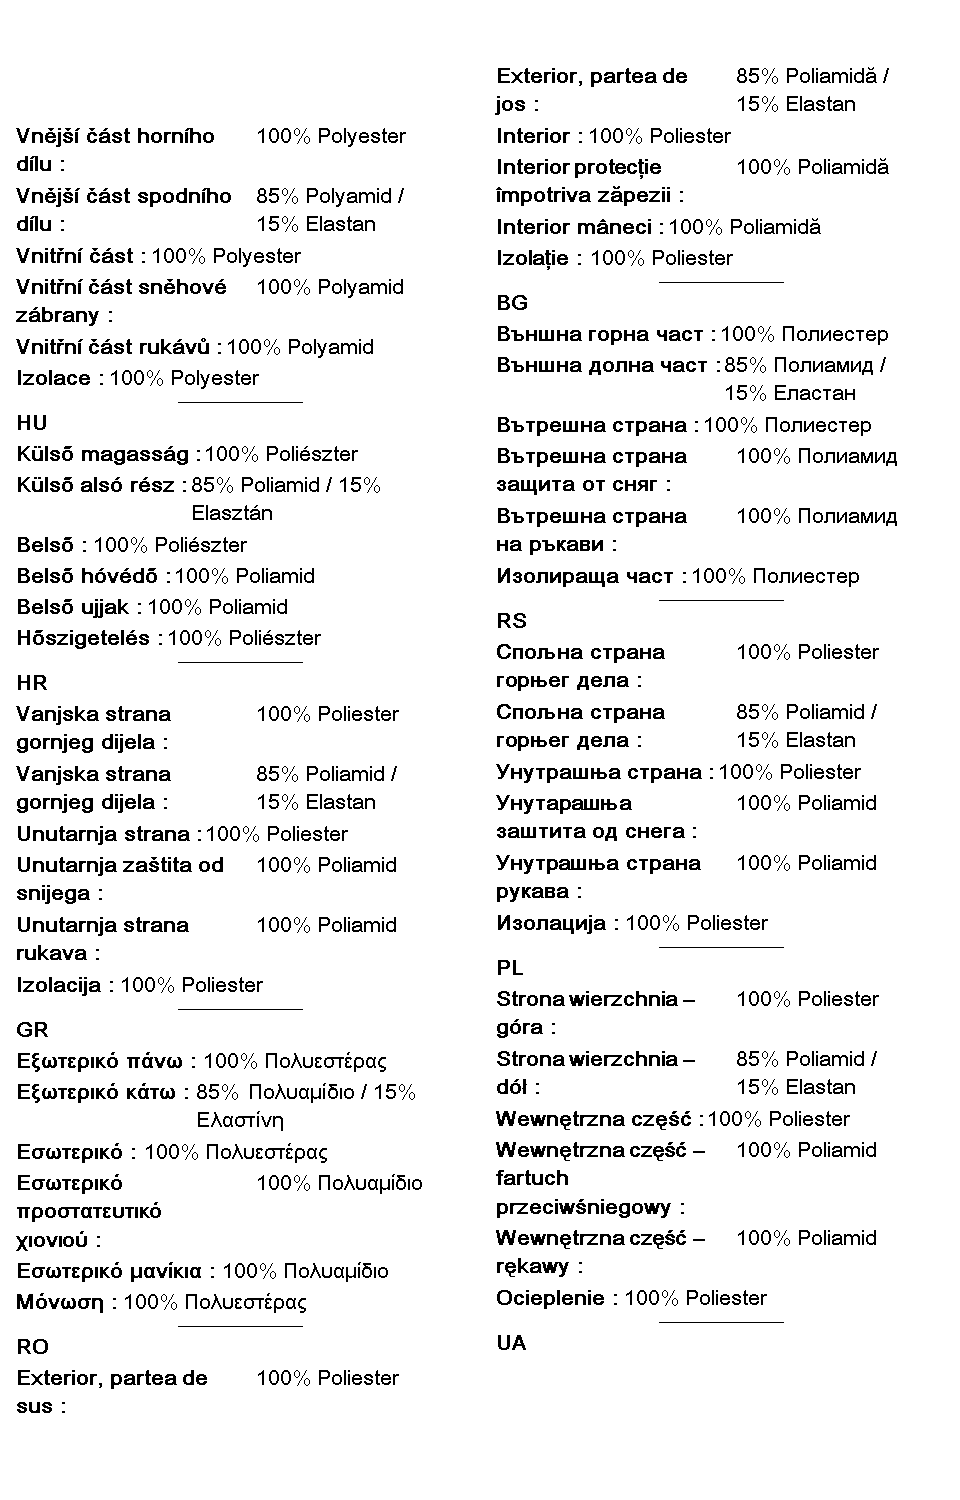 Vnější část horního 100% Polyester
dílu :
Vnější část spodního 85% Polyamid /
dílu : 15% Elastan
Vnitřní část : 100% Polyester
Vnitřní část sněhové 100% Polyamid
zábrany :
Vnitřní část rukávů : 100% Polyamid
Izolace : 100% Polyester
HU
Külső magasság : 100% Poliészter
Külső alsó rész : 85% Poliamid / 15%
Elasztán
Belső : 100% Poliészter
Belső hóvédő : 100% Poliamid
Belső ujjak : 100% Poliamid
Hőszigetelés : 100% Poliészter
HR
Vanjska strana 100% Poliester
gornjeg dijela :
Vanjska strana 85% Poliamid /
gornjeg dijela : 15% Elastan
Unutarnja strana : 100% Poliester
Unutarnja zaštita od 100% Poliamid
snijega :
Unutarnja strana 100% Poliamid
rukava :
Izolacija : 100% Poliester
GR
Εξωτερικό πάνω : 100% Πολυεστέρας
Εξωτερικό κάτω : 85% Πολυαμίδιο / 15%
Ελαστίνη
Εσωτερικό : 100% Πολυεστέρας
Εσωτερικό 100% Πολυαμίδιο
προστατευτικό
χιονιού :
Εσωτερικό μανίκια : 100% Πολυαμίδιο
Μόνωση : 100% Πολυεστέρας
RO
Exterior, partea de 100% Poliester
sus :
Exterior, partea de 85% Poliamidă /
jos : 15% Elastan
Interior : 100% Poliester
Interior protecţie 100% Poliamidă
împotriva zăpezii :
Interior mâneci : 100% Poliamidă
Izolaţie : 100% Poliester
BG
Външна горна част : 100% Полиестер
Външна долна част : 85% Полиамид /
15% Еластан
Вътрешна страна : 100% Полиестер
Вътрешна страна 100% Полиамид
защита от сняг :
Вътрешна страна 100% Полиамид
на ръкави :
Изолираща част : 100% Полиестер
RS
Спољна страна 100% Poliester
горњег дела :
Спољна страна 85% Poliamid /
горњег дела : 15% Elastan
Унутрашња страна : 100% Poliester
Унутарашња 100% Poliamid
заштита од снега :
Унутрашња страна 100% Poliamid
рукава :
Изолација : 100% Poliester
PL
Strona wierzchnia – 100% Poliester
góra :
Strona wierzchnia – 85% Poliamid /
dół : 15% Elastan
Wewnętrzna część : 100% Poliester
Wewnętrzna część – 100% Poliamid
fartuch
przeciwśniegowy :
Wewnętrzna część – 100% Poliamid
rękawy :
Ocieplenie : 100% Poliester
UA